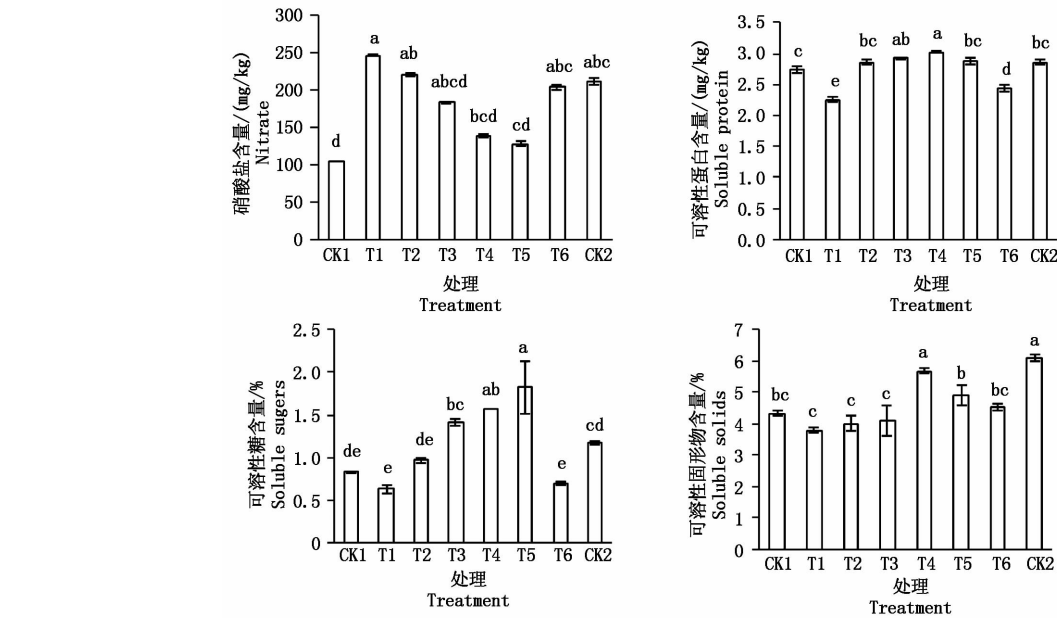 硝酸盐含量/(mg/kg)
Nitrate
300
250
200
150
100
50
0
d
a
ab
abcd
bcd
cd
abc
abc
CK1 T1 T2 T3 T4 T5 T6 CK2
处理
Treatment
可溶性蛋白含量/(mg/kg)
Soluble protein
3.5
3.0
2.5
2.0
1.5
1.0
0.5
0.0
c
e
bc
ab
a
bc
d
bc
CK1 T1 T2 T3 T4 T5 T6 CK2
处理
Treatment
可溶性糖含量/%
Soluble sugers
2.5
2.0
1.5
1.0
0.5
0
de
e
de
bc
ab
a
e
cd
CK1 T1 T2 T3 T4 T5 T6 CK2
处理
Treatment
可溶性固形物含量/%
Soluble solids
7
6
5
4
3
2
1
0
bc
c
c
c
a
b
bc
a
CK1 T1 T2 T3 T4 T5 T6 CK2
处理
Treatment